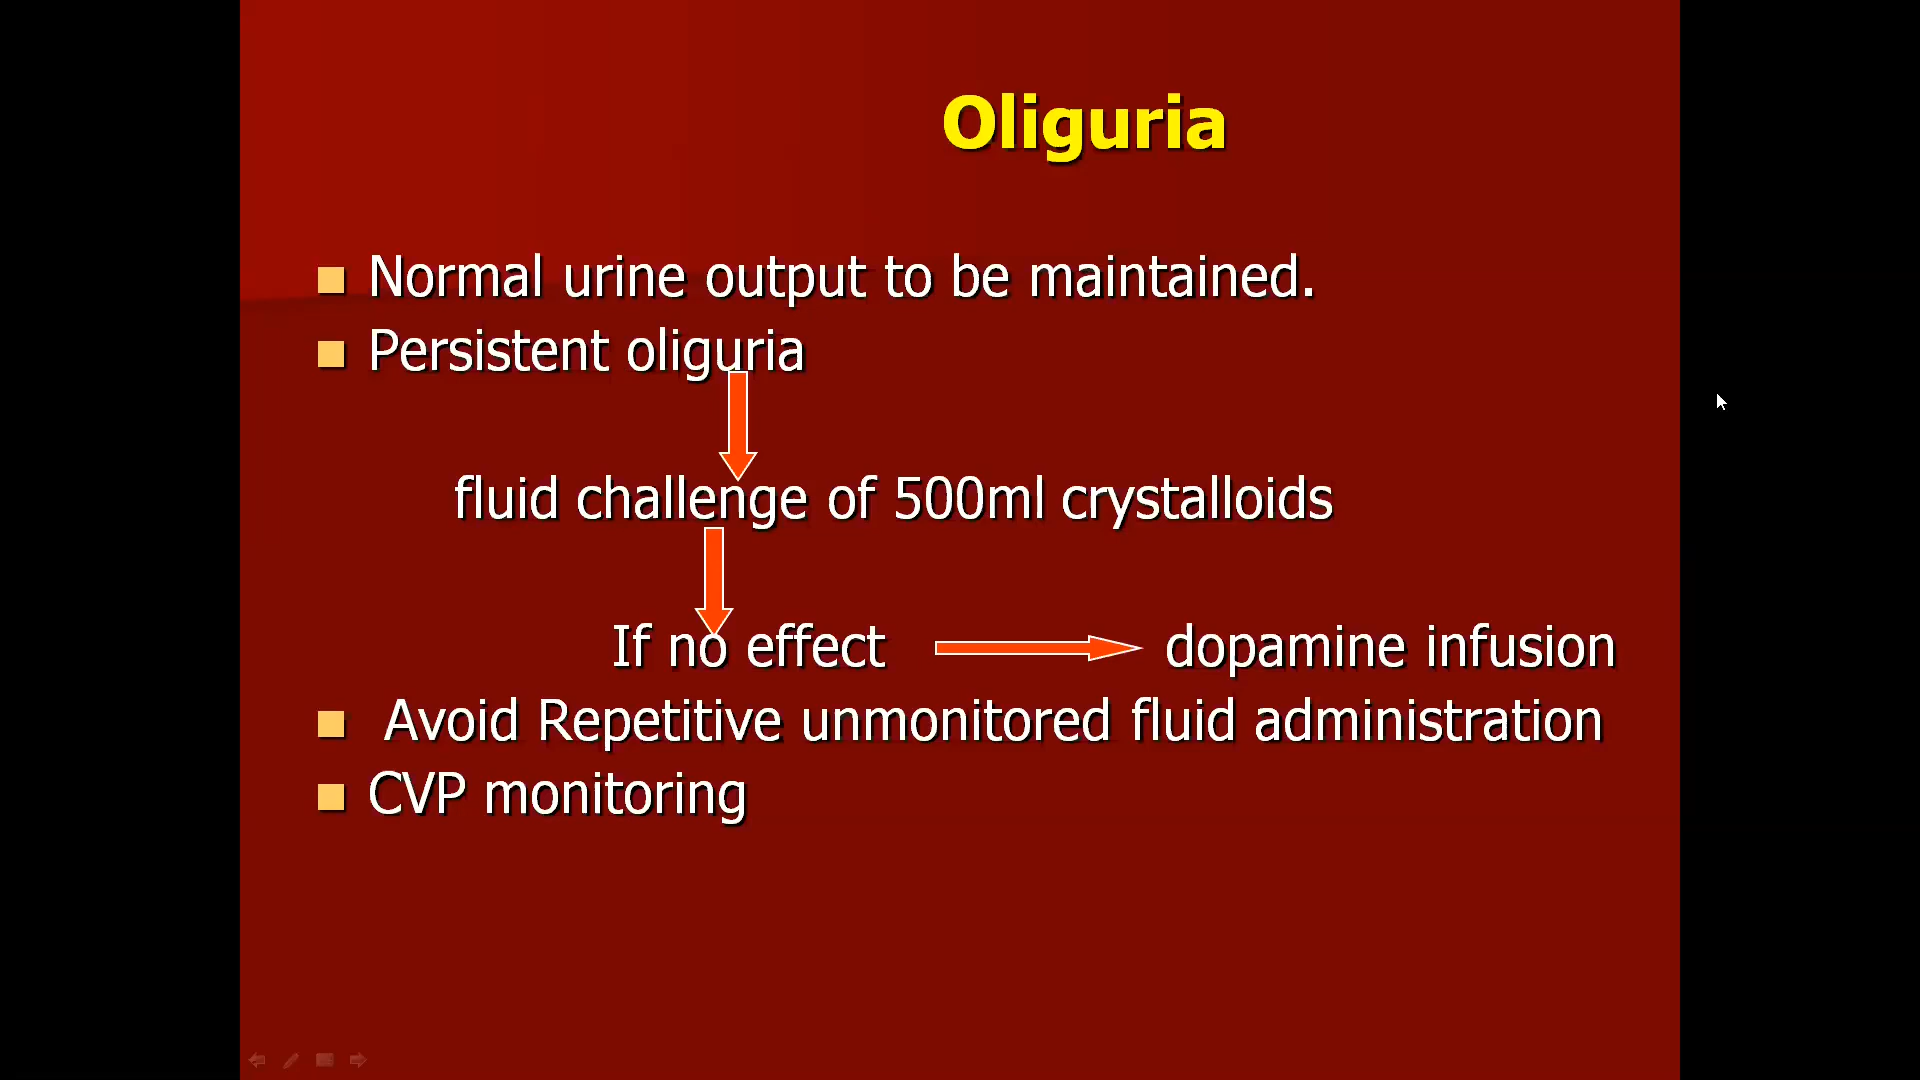 Oliguria
Normal urine output to be maintained.
Persistent oliguria
fluid challenge of 500ml crystalloids
If no effect dopamine infusion
Avoid Repetitive unmonitored fluid administration
CVP monitoring